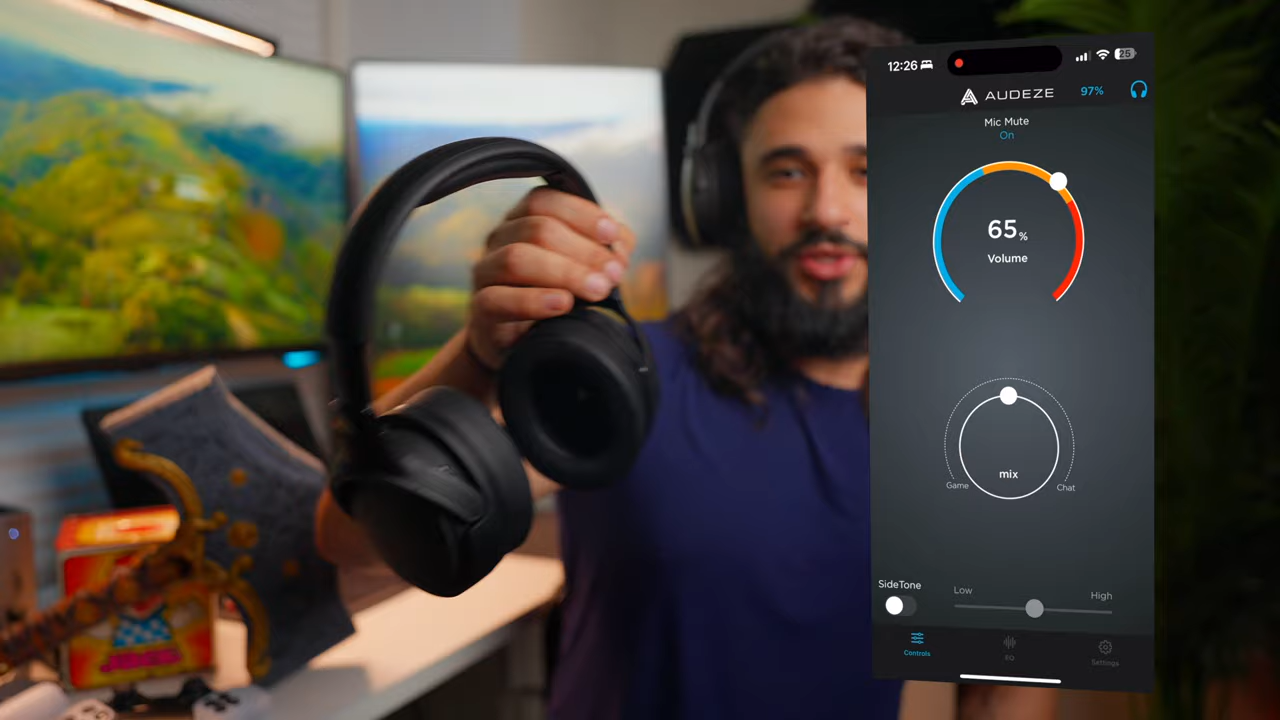 12:26
25
AUDEZE
97%
Mic Mute
On
65%
Volume
mix
Game
Chat
SideTone
Low
High
Controls
EQ
Settings